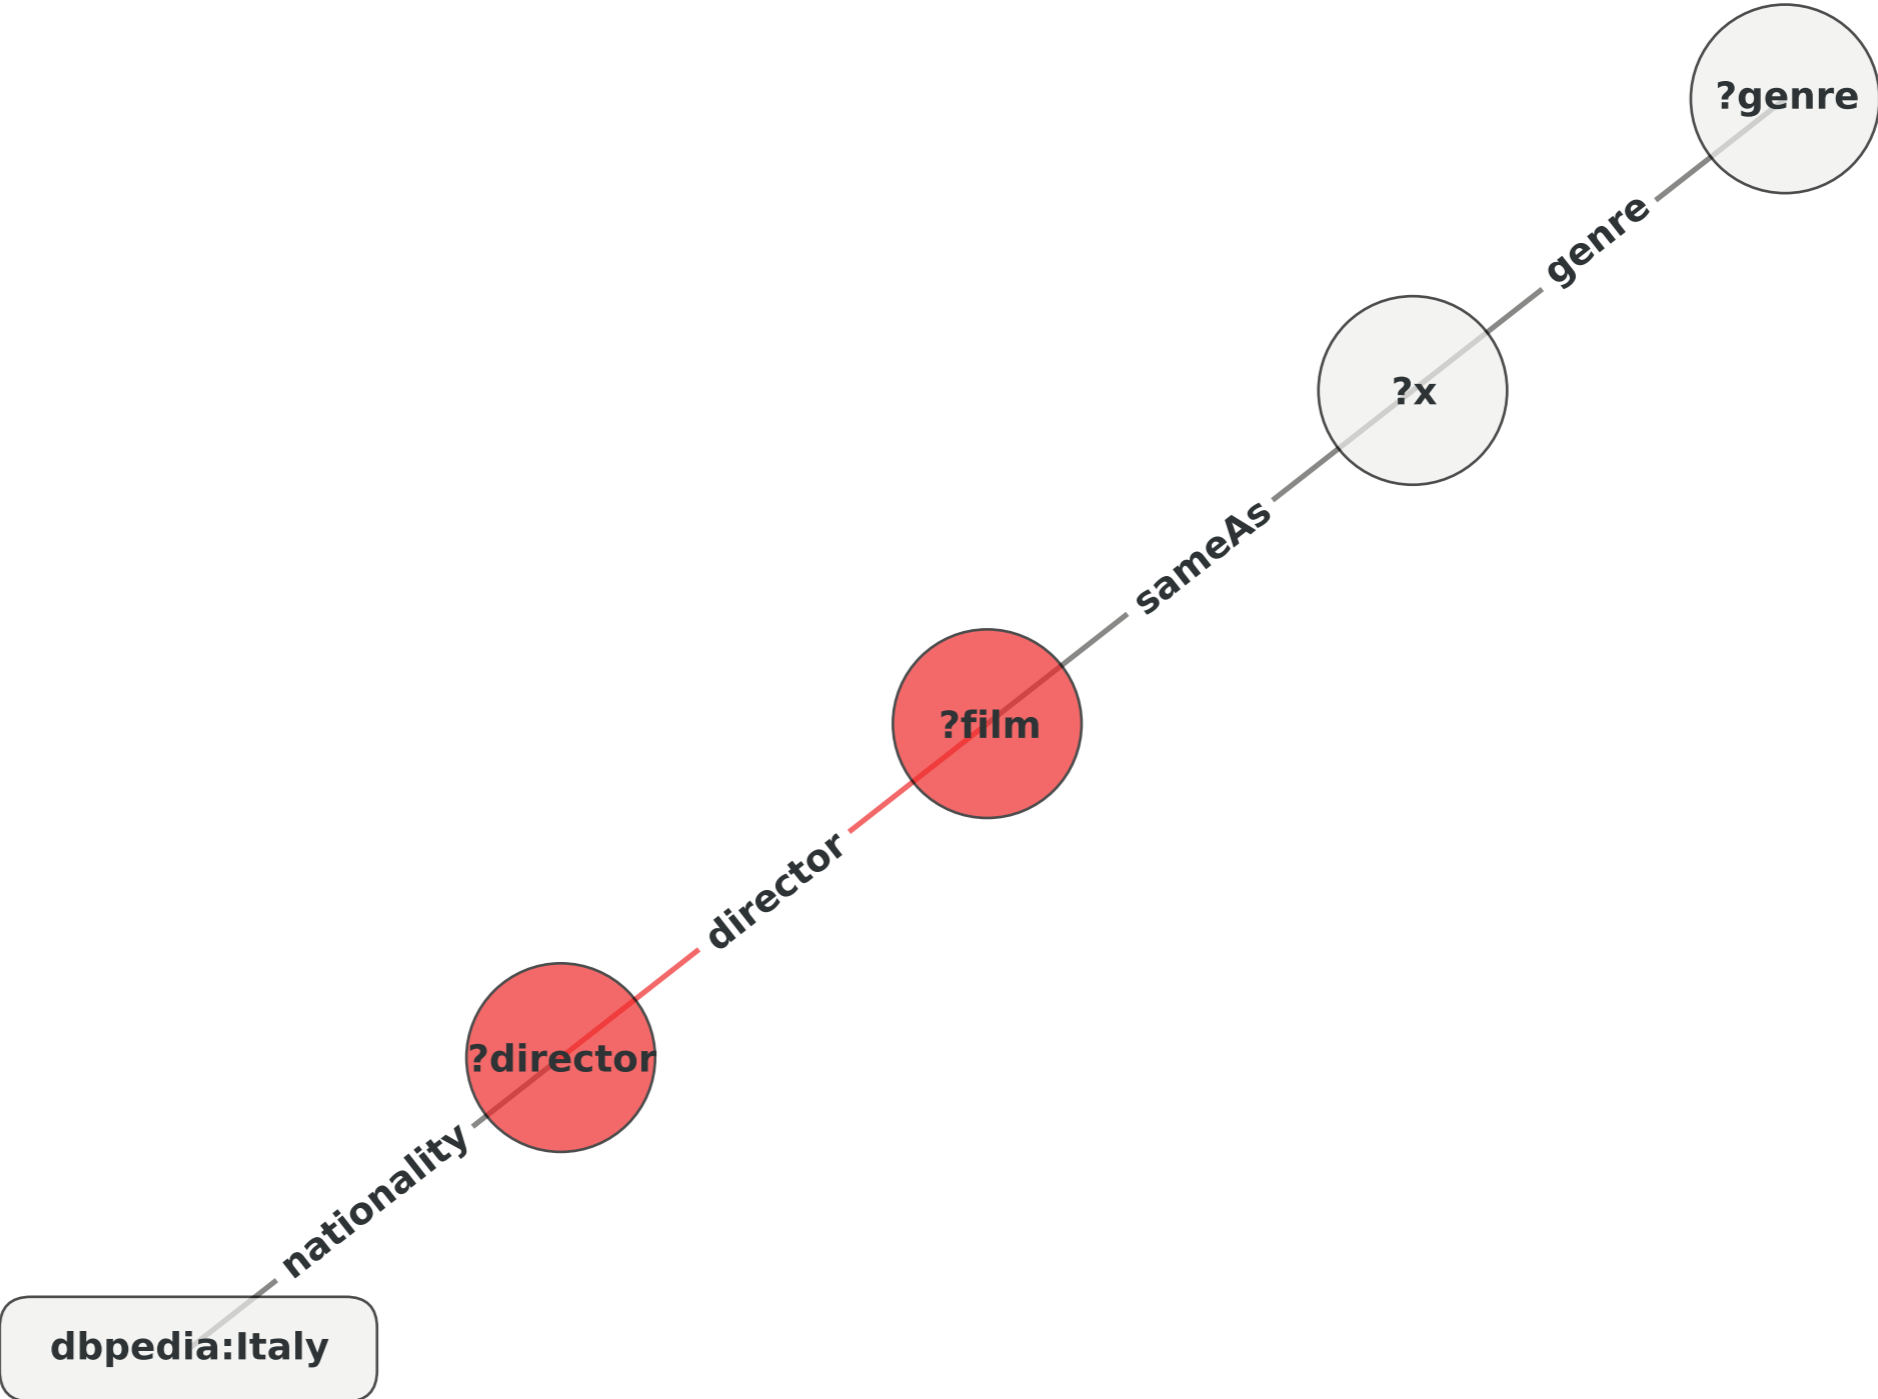 ?genre
genre
?x
sameAs
?film
director
?director
nationality
dbpedia:Italy